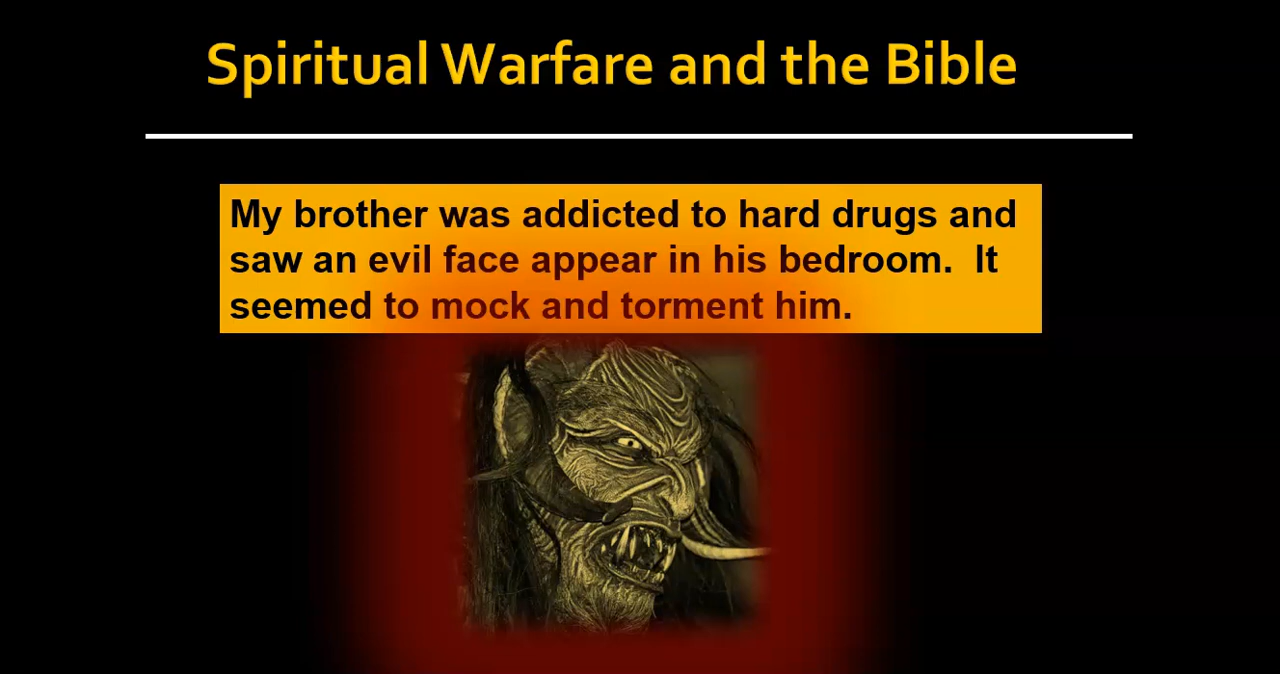 Spiritual Warfare and the Bible
My brother was addicted to hard drugs and
saw an evil face appear in his bedroom.  It
seemed to mock and torment him.